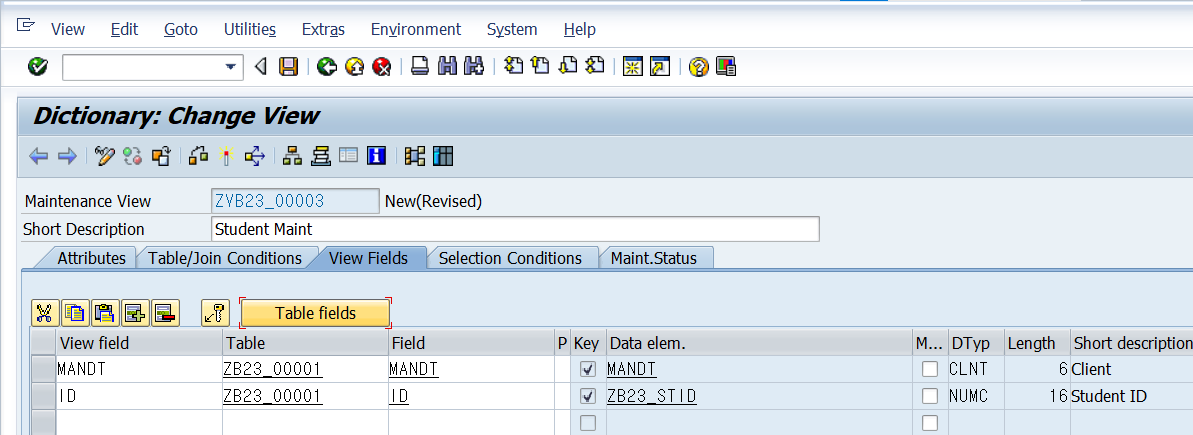 View Edit Goto Utilities Extras Environment System Help
Dictionary: Change View
Maintenance View ZVB23_00003 New(Revised)
Short Description Student Maint
Attributes Table/Join Conditions View Fields Selection Conditions Maint.Status
Table fields
View field Table Field P Key Data elem. M... DTyp Length Short description
MANDT ZB23_00001 MANDT MANDT CLNT 6 Client
ID ZB23_00001 ID ZB23_STID NUMC 16 Student ID